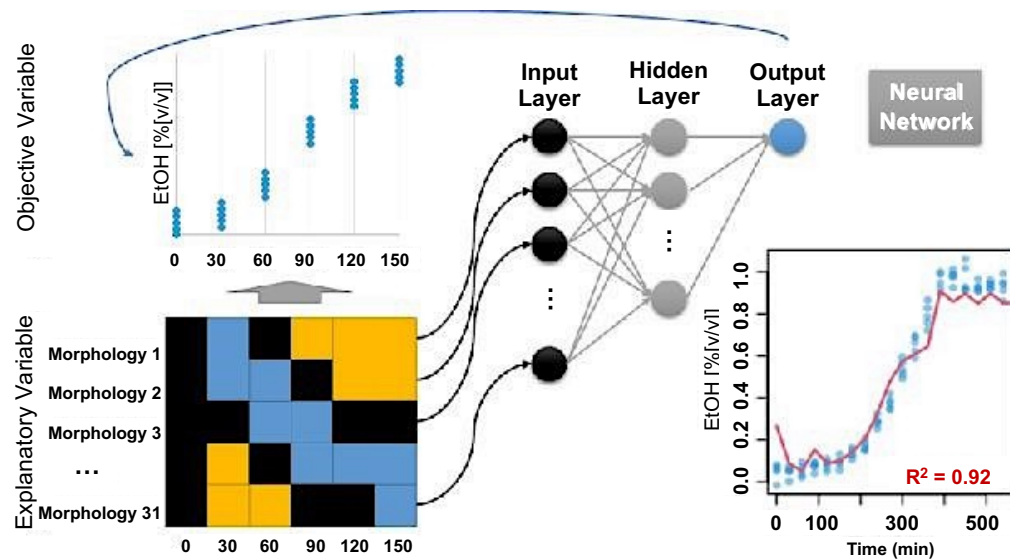 Objective Variable
EtOH [%[v/v]]
0 30 60 90 120 150
Input
Layer
Hidden
Layer
Output
Layer
Neural
Network
...
...
Explanatory Variable
Morphology 1
Morphology 2
Morphology 3
...
Morphology 31
0 30 60 90 120 150
EtOH [%[v/v]]
1.0
0.8
0.6
0.4
0.2
0.0
R² = 0.92
0 100 300 500
Time (min)